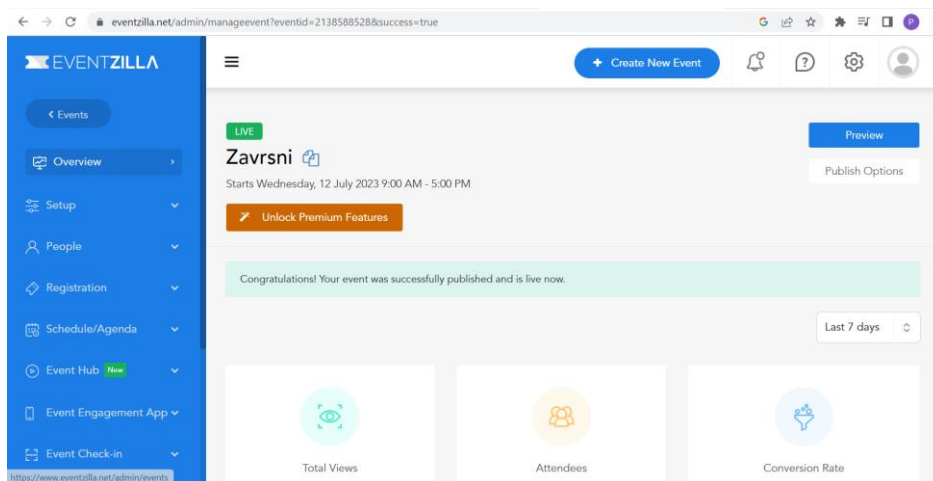 eventzilla.net/admin/manageevent?eventid=2138588528&success=true
EVENTZILLA
+ Create New Event
< Events
Overview
Setup
People
Registration
Schedule/Agenda
Event Hub New
Event Engagement App
Event Check-in
https://www.eventzilla.net/admin/events
LIVE
Zavrsni
Starts Wednesday, 12 July 2023 9:00 AM - 5:00 PM
Unlock Premium Features
Preview
Publish Options
Congratulations! Your event was successfully published and is live now.
Last 7 days
Total Views
Attendees
Conversion Rate
P